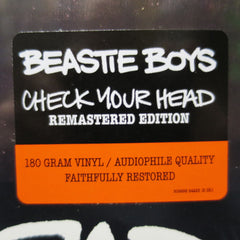 BEASTIE BOYS
CHECK YOUR HEAD
REMASTERED EDITION
180 GRAM VINYL / AUDIOPHILE QUALITY
FAITHFULLY RESTORED